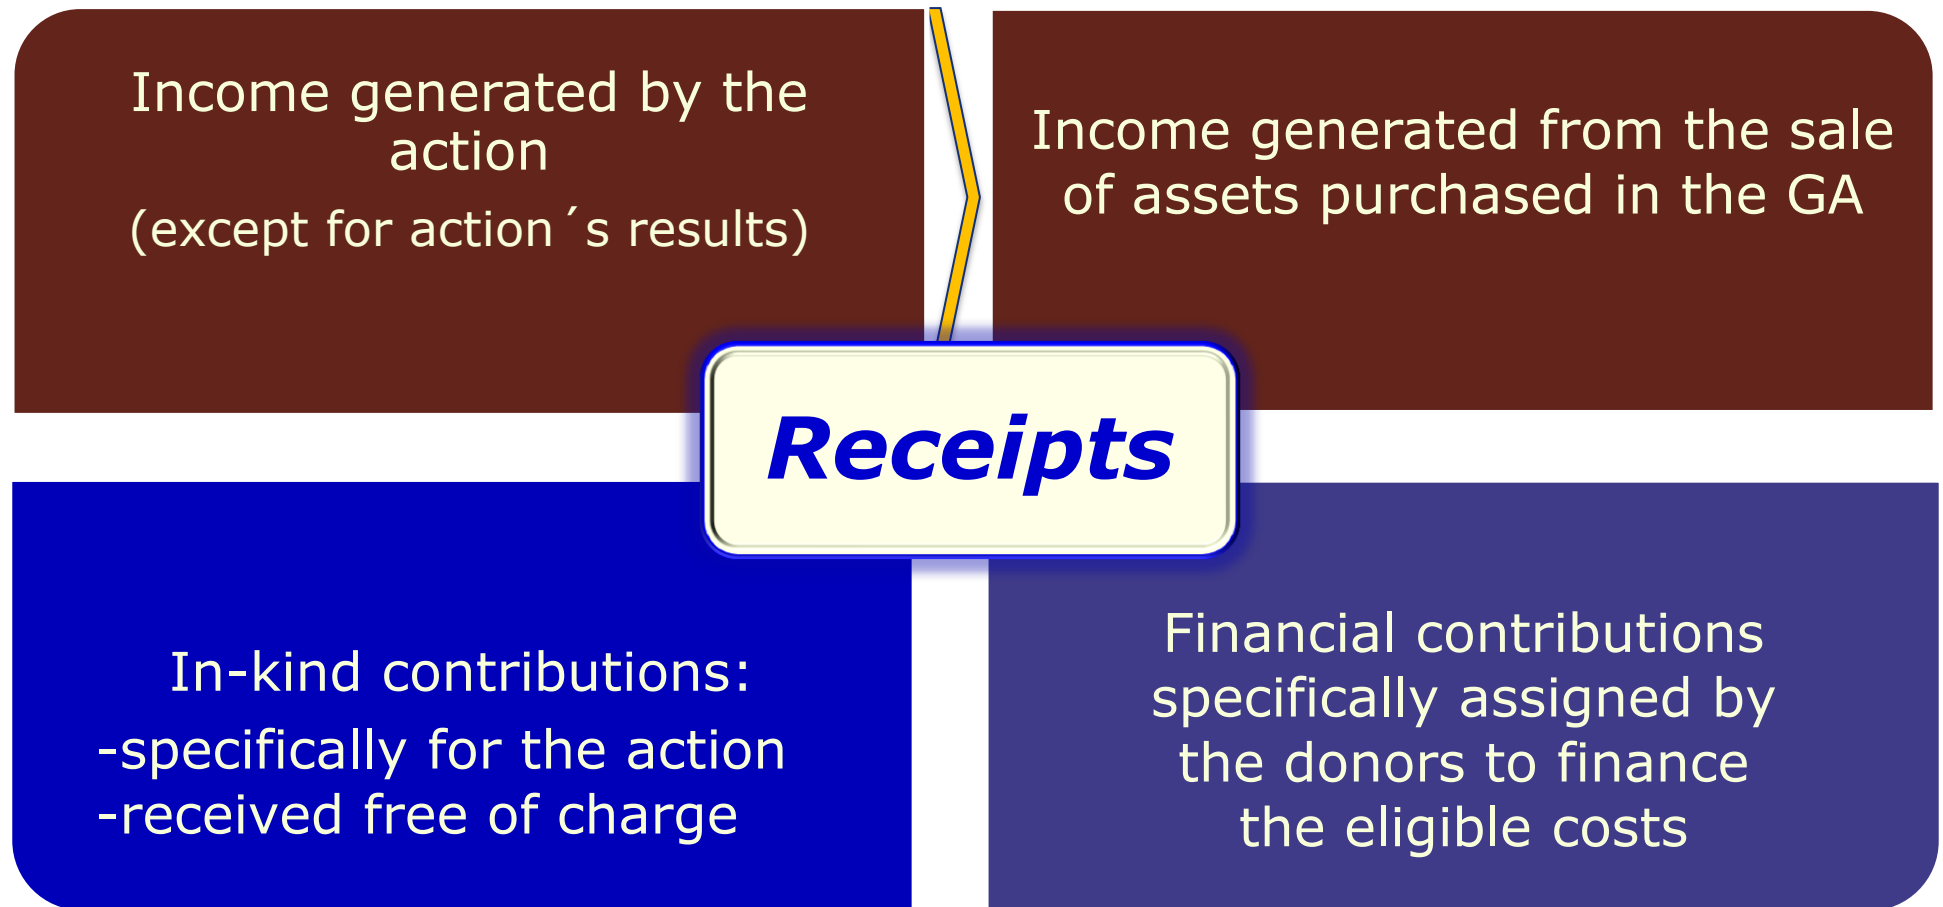 Income generated by the
action
(except for action´s results)
Income generated from the sale
of assets purchased in the GA
Receipts
In-kind contributions:
-specifically for the action
-received free of charge
Financial contributions
specifically assigned by
the donors to finance
the eligible costs